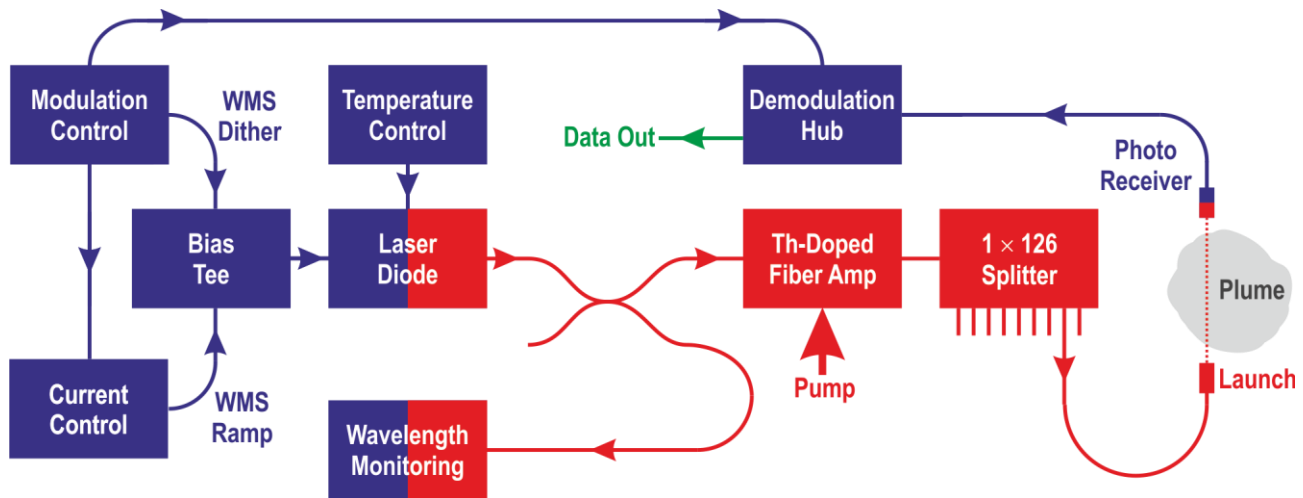 Modulation
Control
WMS
Dither
Temperature
Control
Demodulation
Hub
Data Out
Photo
Receiver
Bias
Tee
Laser
Diode
Th-Doped
Fiber Amp
1 × 126
Splitter
Plume
Pump
Launch
Current
Control
WMS
Ramp
Wavelength
Monitoring